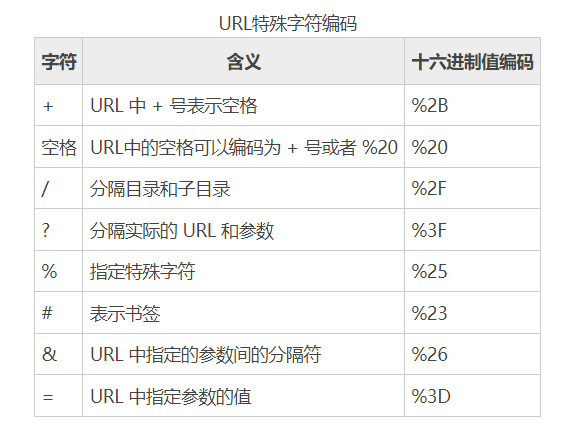 URL特殊字符编码
字符 含义 十六进制值编码
+ URL 中 + 号表示空格 %2B
空格 URL中的空格可以编码为 + 号或者 %20 %20
/ 分隔目录和子目录 %2F
? 分隔实际的 URL 和参数 %3F
% 指定特殊字符 %25
# 表示书签 %23
& URL 中指定的参数间的分隔符 %26
= URL 中指定参数的值 %3D